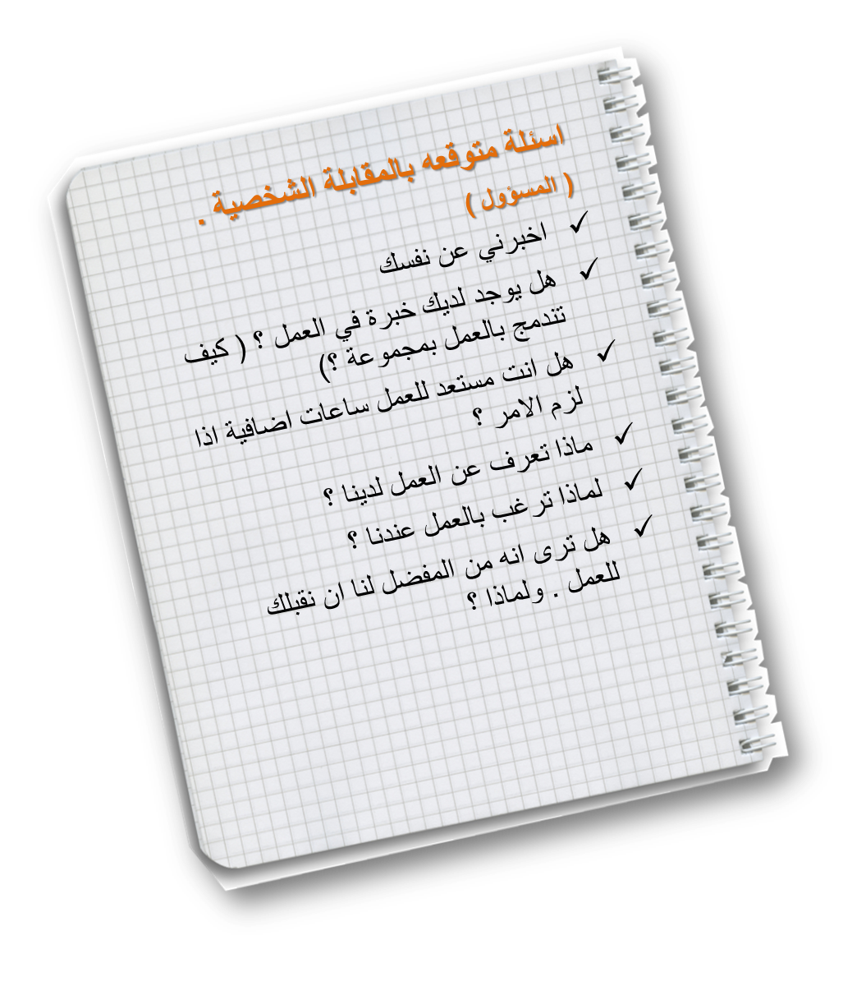 اسئلة متوقعه بالمقابلة الشخصية .
( المسؤول )
✓ اخبرني عن نفسك
✓ هل يوجد لديك خبرة في العمل ؟ ( كيف
تندمج بالعمل بمجموعة ؟)
✓ هل انت مستعد للعمل ساعات اضافية اذا
لزم الامر ؟
✓ ماذا تعرف عن العمل لدينا ؟
✓ لماذا ترغب بالعمل عندنا ؟
✓ هل ترى انه من المفضل لنا ان نقبلك
للعمل . ولماذا ؟